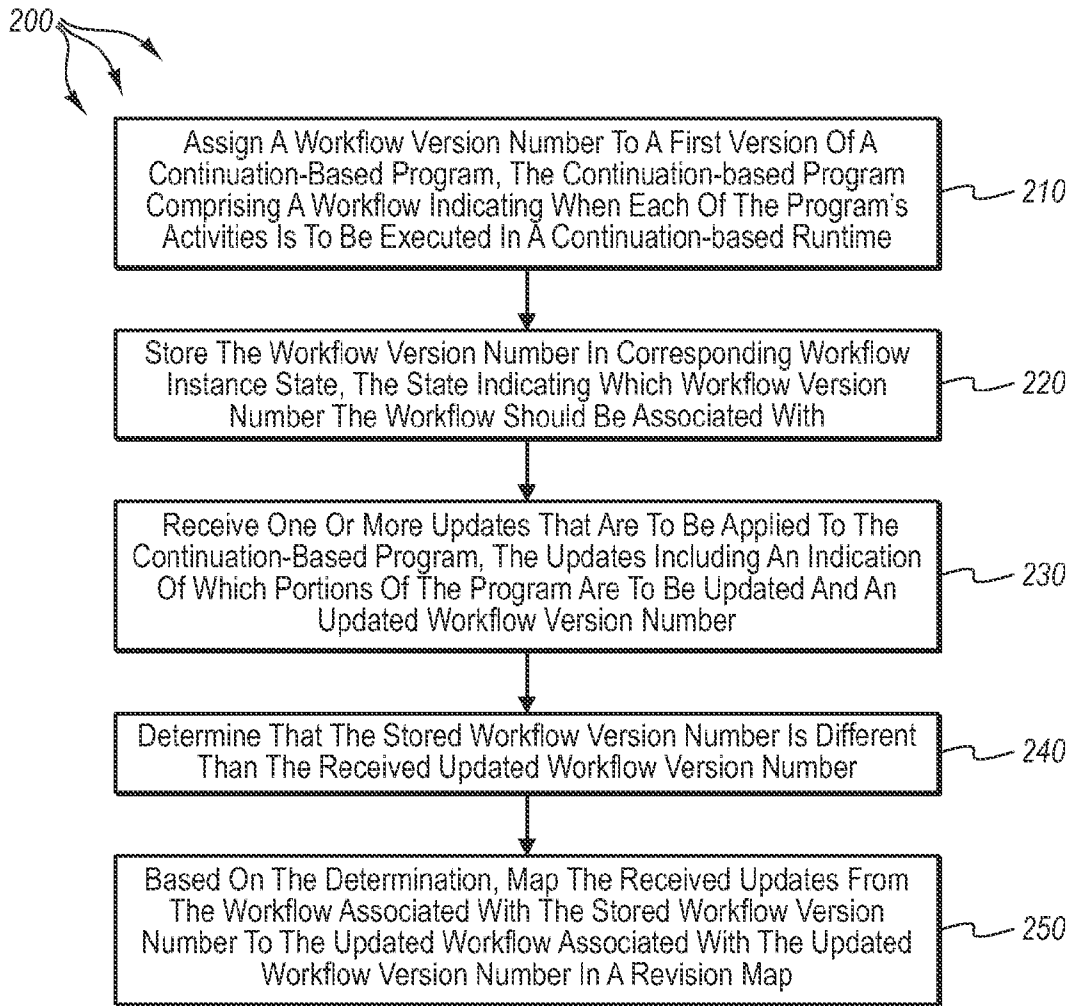 200
Assign A Workflow Version Number To A First Version Of A
Continuation-Based Program, The Continuation-based Program
Comprising A Workflow Indicating When Each Of The Program's
Activities Is To Be Executed In A Continuation-based Runtime
210
Store The Workflow Version Number In Corresponding Workflow
Instance State, The State Indicating Which Workflow Version
Number The Workflow Should Be Associated With
220
Receive One Or More Updates That Are To Be Applied To The
Continuation-Based Program, The Updates Including An Indication
Of Which Portions Of The Program Are To Be Updated And An
Updated Workflow Version Number
230
Determine That The Stored Workflow Version Number Is Different
Than The Received Updated Workflow Version Number
240
Based On The Determination, Map The Received Updates From
The Workflow Associated With The Stored Workflow Version
Number To The Updated Workflow Associated With The Updated
Workflow Version Number In A Revision Map
250